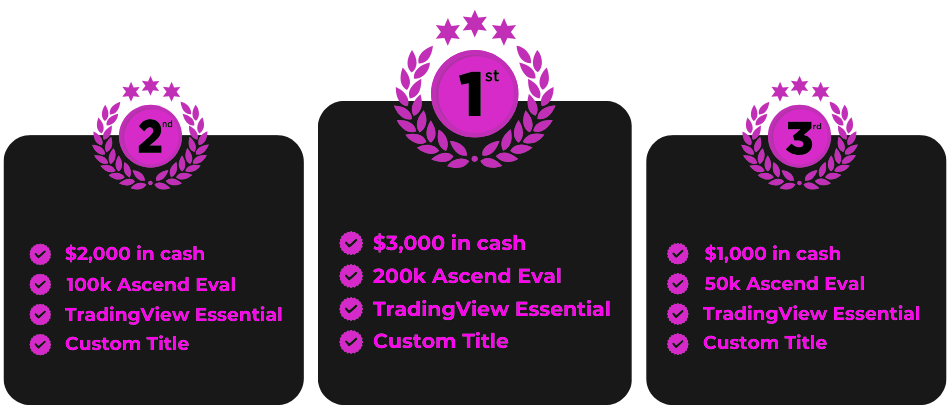 2nd
$2,000 in cash
100k Ascend Eval
TradingView Essential
Custom Title
1st
$3,000 in cash
200k Ascend Eval
TradingView Essential
Custom Title
3rd
$1,000 in cash
50k Ascend Eval
TradingView Essential
Custom Title